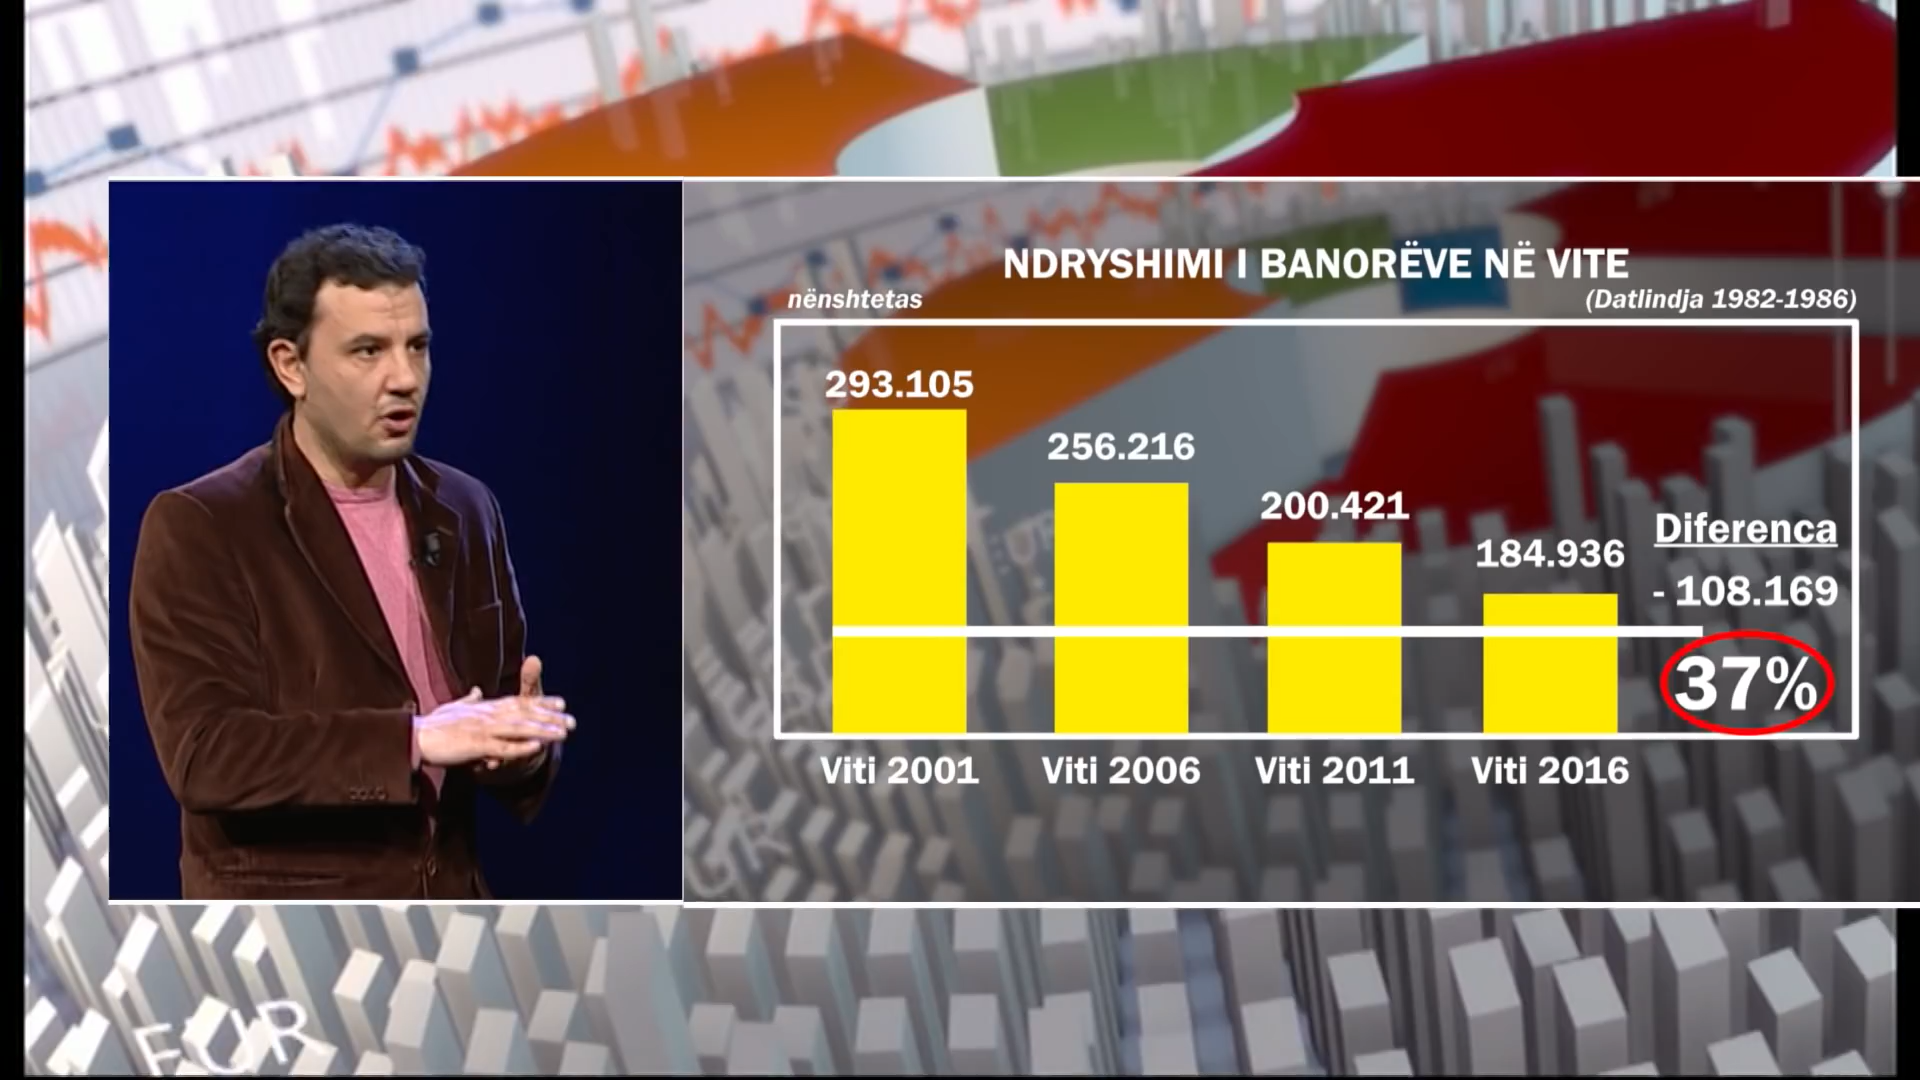 NDRYSHIMI I BANORËVE NË VITE
nënshtetas
(Datlindja 1982-1986)
293.105
256.216
200.421
184.936
Diferenca
- 108.169
37%
Viti 2001
Viti 2006
Viti 2011
Viti 2016
EUR